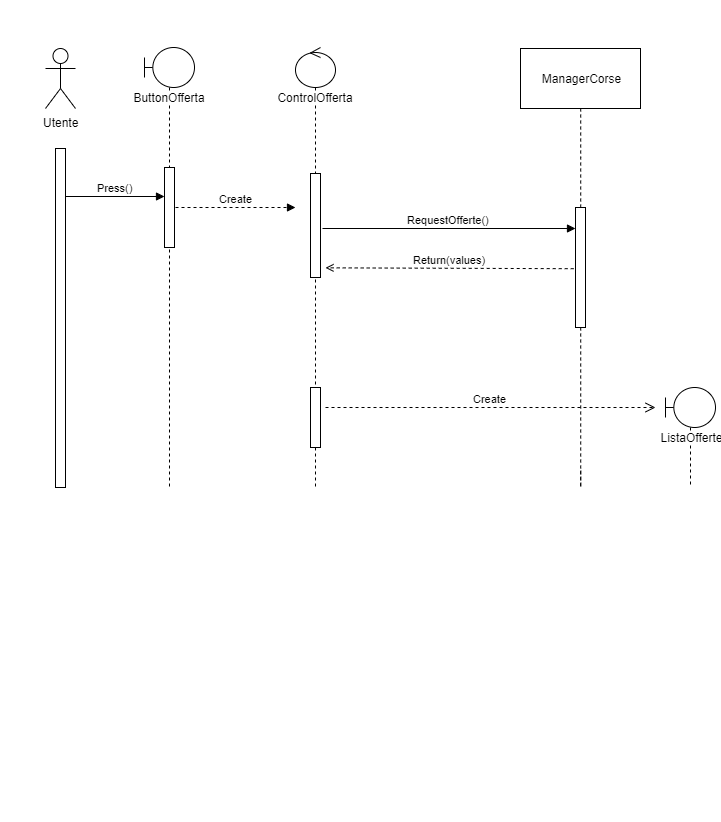 ButtonOfferta
ControlOfferta
ManagerCorse
Utente
Press()
Create
RequestOfferte()
Return(values)
Create
ListaOfferte